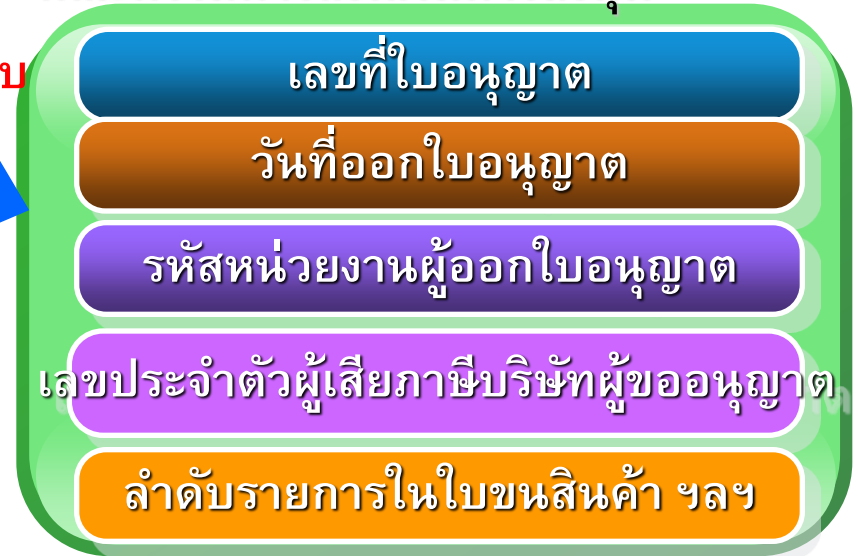 บ
เลขที่ใบอนุญาต
วันที่ออกใบอนุญาต
รหัสหน่วยงานผู้ออกใบอนุญาต
เลขประจำตัวผู้เสียภาษีบริษัทผู้ขออนุญาต
ลำดับรายการในใบขนสินค้า ฯลฯ